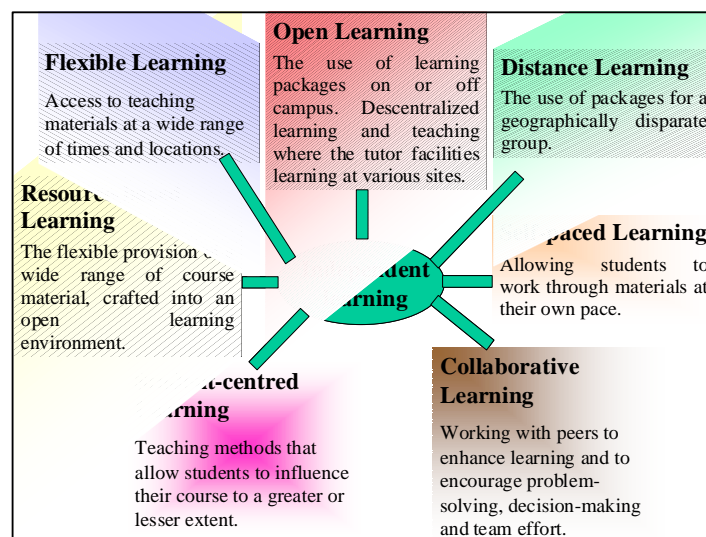 Flexible Learning
Access to teaching
materials at a wide range
of times and locations.
Open Learning
The use of learning
packages on or off
campus. Descentralized
learning and teaching
where the tutor facilities
learning at various sites.
Distance Learning
The use of packages for a
geographically disparate
group.
Learning
The flexible provision
wide range of course
material, crafted into an
open learning
environment.
Learning
Allowing students to
work through materials at
their own pace.
Teaching methods that
allow students to influence
their course to a greater or
lesser extent.
Collaborative
Learning
Working with peers to
enhance learning and to
encourage problem-
solving, decision-making
and team effort.